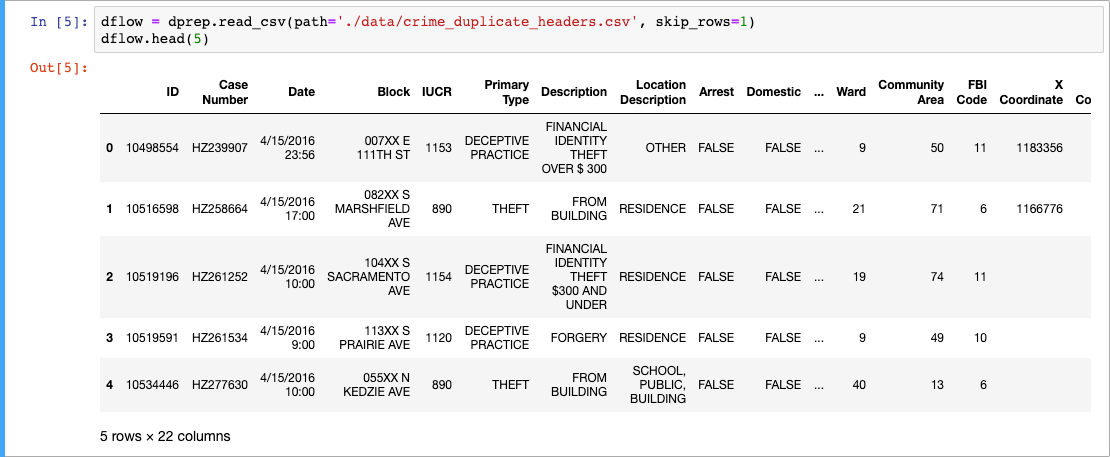 In [5]: dflow = dprep.read_csv(path='./data/crime_duplicate_headers.csv', skip_rows=1)
dflow.head(5)
Out[5]:
ID Case Number Date Block IUCR Primary Type Description Location Description Arrest Domestic ... Ward Community Area FBI Code X Coordinate Co
0 10498554 HZ239907 4/15/2016 23:56 007XX E 111TH ST 1153 DECEPTIVE PRACTICE FINANCIAL IDENTITY THEFT OVER $ 300 OTHER FALSE FALSE ... 9 50 11 1183356
1 10516598 HZ258664 4/15/2016 17:00 082XX S MARSHFIELD AVE 890 THEFT FROM BUILDING RESIDENCE FALSE FALSE ... 21 71 6 1166776
2 10519196 HZ261252 4/15/2016 10:00 104XX S SACRAMENTO AVE 1154 DECEPTIVE PRACTICE FINANCIAL IDENTITY THEFT $300 AND UNDER RESIDENCE FALSE FALSE ... 19 74 11
3 10519591 HZ261534 4/15/2016 9:00 113XX S PRAIRIE AVE 1120 DECEPTIVE PRACTICE FORGERY RESIDENCE FALSE FALSE ... 9 49 10
4 10534446 HZ277630 4/15/2016 10:00 055XX N KEDZIE AVE 890 THEFT FROM BUILDING SCHOOL, PUBLIC, BUILDING FALSE FALSE ... 40 13 6
5 rows × 22 columns